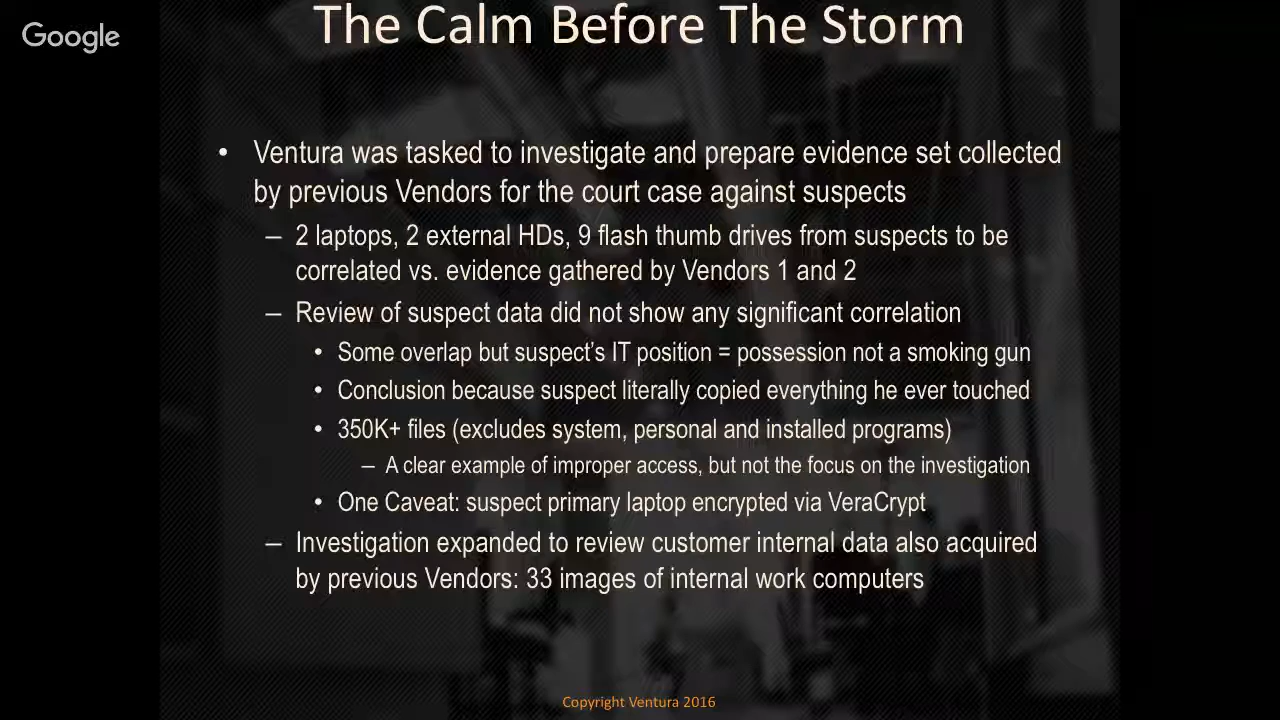 Google
The Calm Before The Storm
• Ventura was tasked to investigate and prepare evidence set collected
by previous Vendors for the court case against suspects
– 2 laptops, 2 external HDs, 9 flash thumb drives from suspects to be
correlated vs. evidence gathered by Vendors 1 and 2
– Review of suspect data did not show any significant correlation
• Some overlap but suspect's IT position = possession not a smoking gun
• Conclusion because suspect literally copied everything he ever touched
• 350K+ files (excludes system, personal and installed programs)
– A clear example of improper access, but not the focus on the investigation
• One Caveat: suspect primary laptop encrypted via VeraCrypt
– Investigation expanded to review customer internal data also acquired
by previous Vendors: 33 images of internal work computers
Copyright Ventura 2016